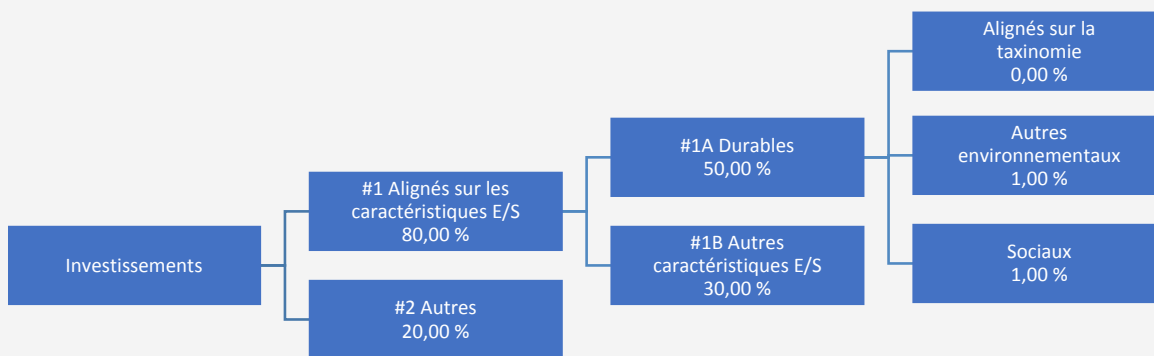 Investissements
#1 Alignés sur les
caractéristiques E/S
80,00 %
#2 Autres
20,00 %
#1A Durables
50,00 %
#1B Autres
caractéristiques E/S
30,00 %
Alignés sur la
taxinomie
0,00 %
Autres
environnementaux
1,00 %
Sociaux
1,00 %